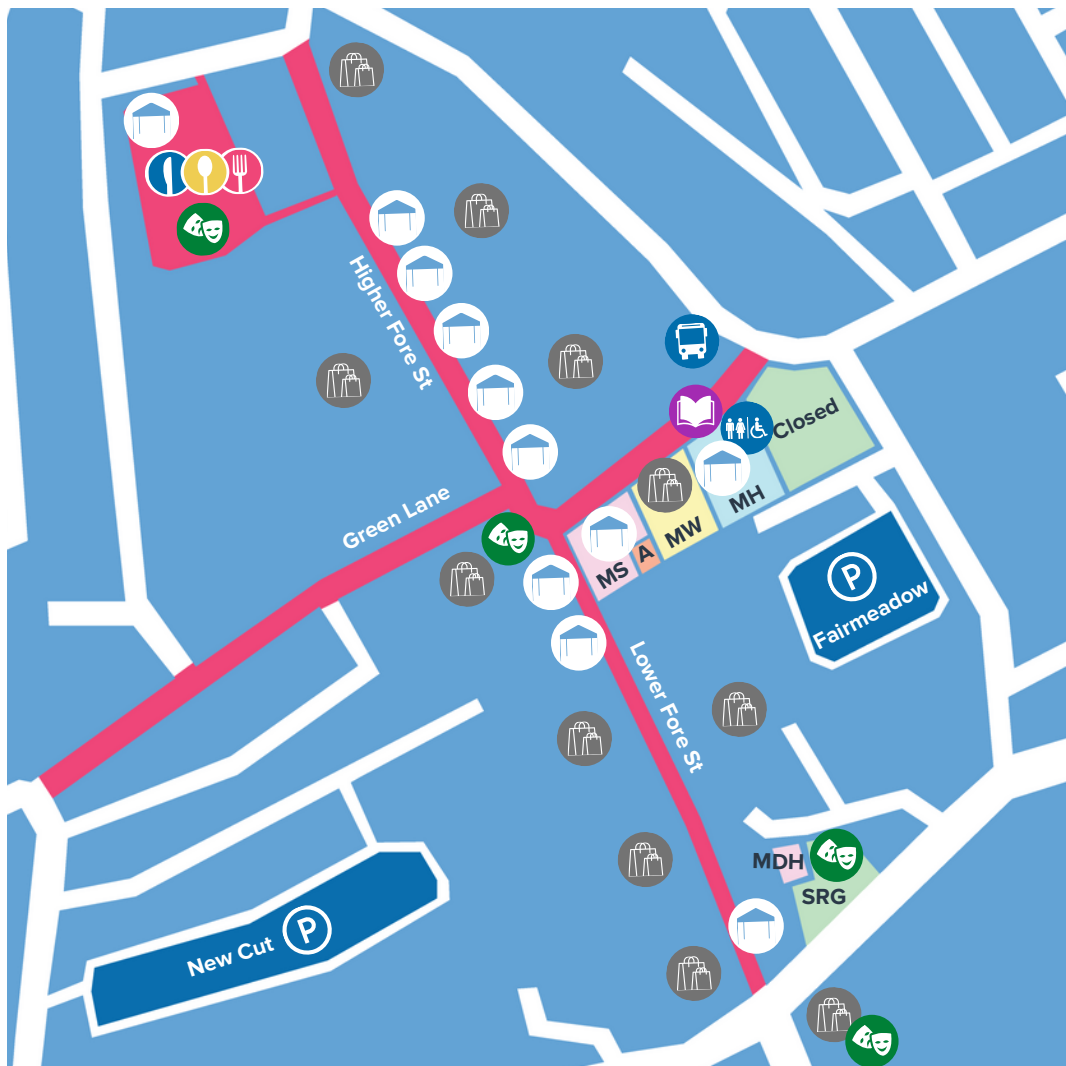 Higher Fore St
Closed
Green Lane
MH
MW
A
MS
P
Fairmeadow
Lower Fore St
MDH
SRG
New Cut
P